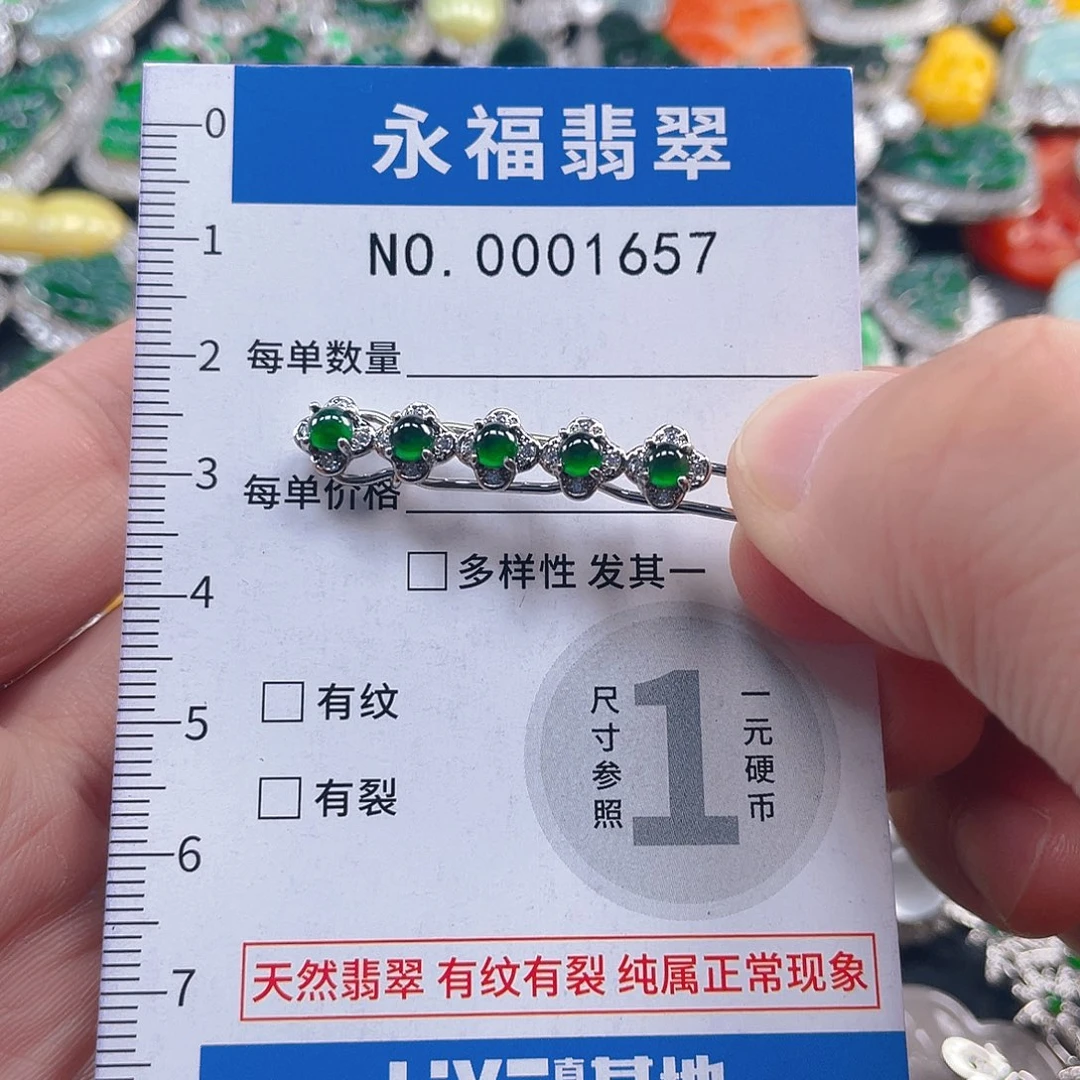 永福翡翠
NO.0001657
0
1
2
3
4
5
6
7
每单数量
每单价格
多样性 发其一
有纹
有裂
尺寸参照
1
一元硬币
天然翡翠 有纹有裂 纯属正常现象
基地